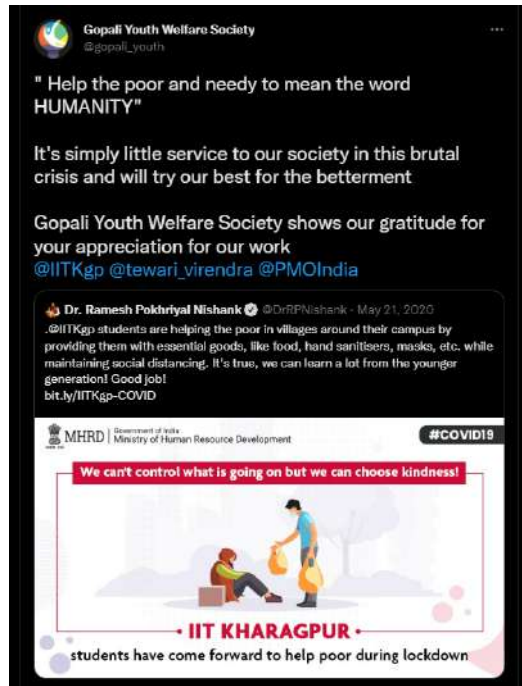 Gopali Youth Welfare Society
@gopali_youth
" Help the poor and needy to mean the word
HUMANITY"
It's simply little service to our society in this brutal
crisis and will try our best for the betterment
Gopali Youth Welfare Society shows our gratitude for
your appreciation for our work
@IITKgp @tewari_virendra @PMOIndia
Dr. Ramesh Pokhriyal Nishank @DrRPNishank · May 21, 2020
.@IITKgp students are helping the poor in villages around their campus by
providing them with essential goods, like food, hand sanitisers, masks, etc. while
maintaining social distancing. It's true, we can learn a lot from the younger
generation! Good job!
bit.ly/IITKgp-COVID
MHRD Government of India
Ministry of Human Resource Development
#COVID19
We can't control what is going on but we can choose kindness!
IIT KHARAGPUR
students have come forward to help poor during lockdown